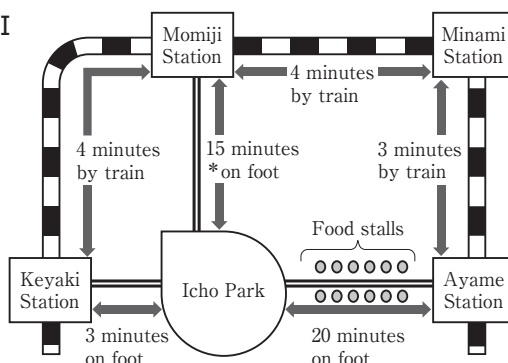 I
Momiji
Station
Minami
Station
4 minutes
by train
4 minutes
by train
15 minutes
*on foot
3 minutes
by train
Food stalls
Keyaki
Station
Icho Park
Ayame
Station
3 minutes
on foot
20 minutes
on foot